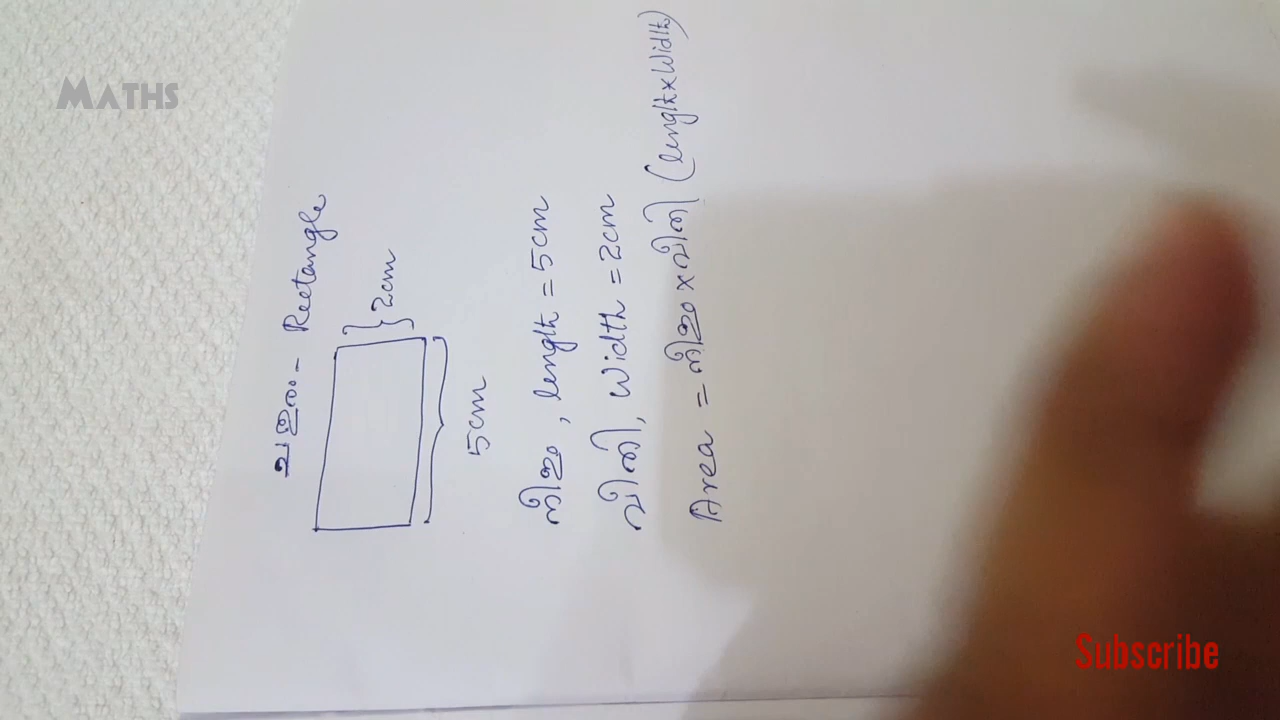 MATHS
ചതുരം - Rectangle
2cm
5cm
നീളം, length = 5cm
വീതി, Width = 2cm
Area = നീളം × വീതി (length × Width)
Subscribe